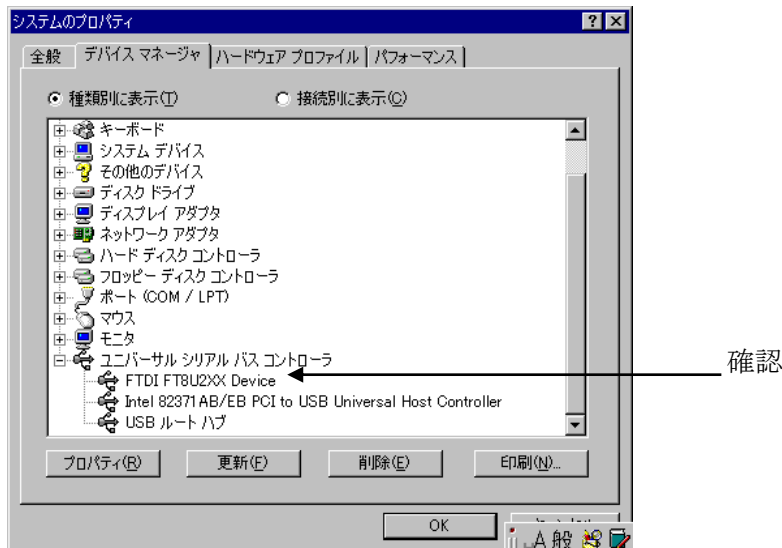 システムのプロパティ
全般 デバイス マネージャ ハードウェア プロファイル パフォーマンス
種類別に表示(T) 接続別に表示(C)
キーボード
システム デバイス
その他のデバイス
ディスク ドライブ
ディスプレイ アダプタ
ネットワーク アダプタ
ハード ディスク コントローラ
フロッピー ディスク コントローラ
ポート (COM / LPT)
マウス
モニタ
ユニバーサル シリアル バス コントローラ
FTDI FT8U2XX Device
確認
Intel 82371AB/EB PCI to USB Universal Host Controller
USB ルート ハブ
プロパティ(R) 更新(F) 削除(E) 印刷(N)...
OK
A 般